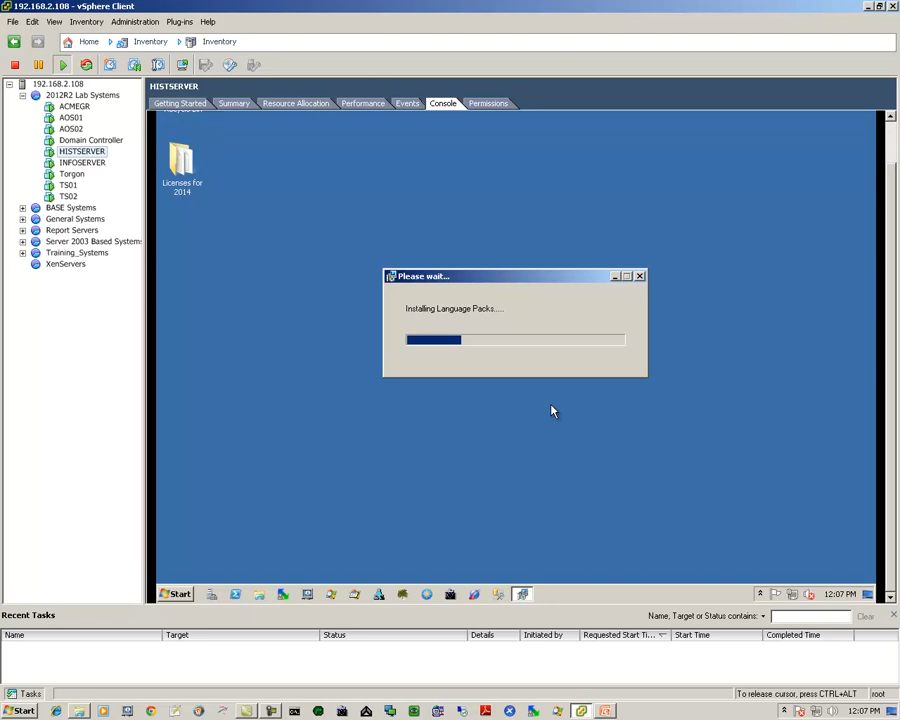 192.168.2.108 - vSphere Client
File Edit View Inventory Administration Plug-ins Help
Home Inventory Inventory
192.168.2.108
2012R2 Lab Systems
ACMEGR
AOS01
AOS02
Domain Controller
HISTSERVER
INFOSERVER
Torgon
TS01
TS02
BASE Systems
General Systems
Report Servers
Server 2003 Based Systems
Training_Systems
XenServers
HISTSERVER
Getting Started Summary Resource Allocation Performance Events Console Permissions
Licenses for
2014
Please wait...
Installing Language Packs.....
Start 12:07 PM
Recent Tasks
Name, Target or Status contains: Clear
Name Target Status Details Initiated by Requested Start Ti... Start Time Completed Time
Tasks To release cursor, press CTRL+ALT root
Start 12:07 PM